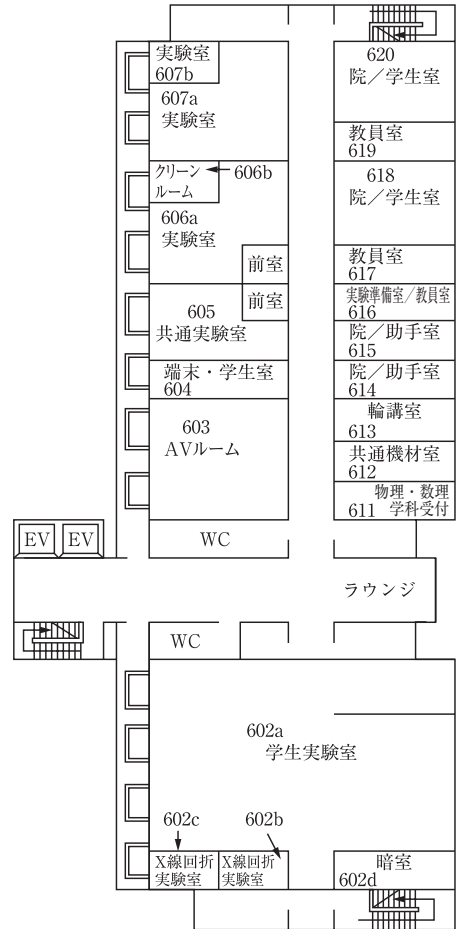 実験室
607b
607a
実験室
クリーン
ルーム
606b
606a
実験室
前室
前室
605
共通実験室
端末・学生室
604
603
AVルーム
620
院／学生室
教員室
619
618
院／学生室
教員室
617
実験準備室／教員室
616
院／助手室
615
院／助手室
614
輪講室
613
共通機材室
612
物理・数理
611 学科受付
EV
EV
WC
ラウンジ
WC
602a
学生実験室
602c
602b
X線回折
実験室
X線回折
実験室
暗室
602d